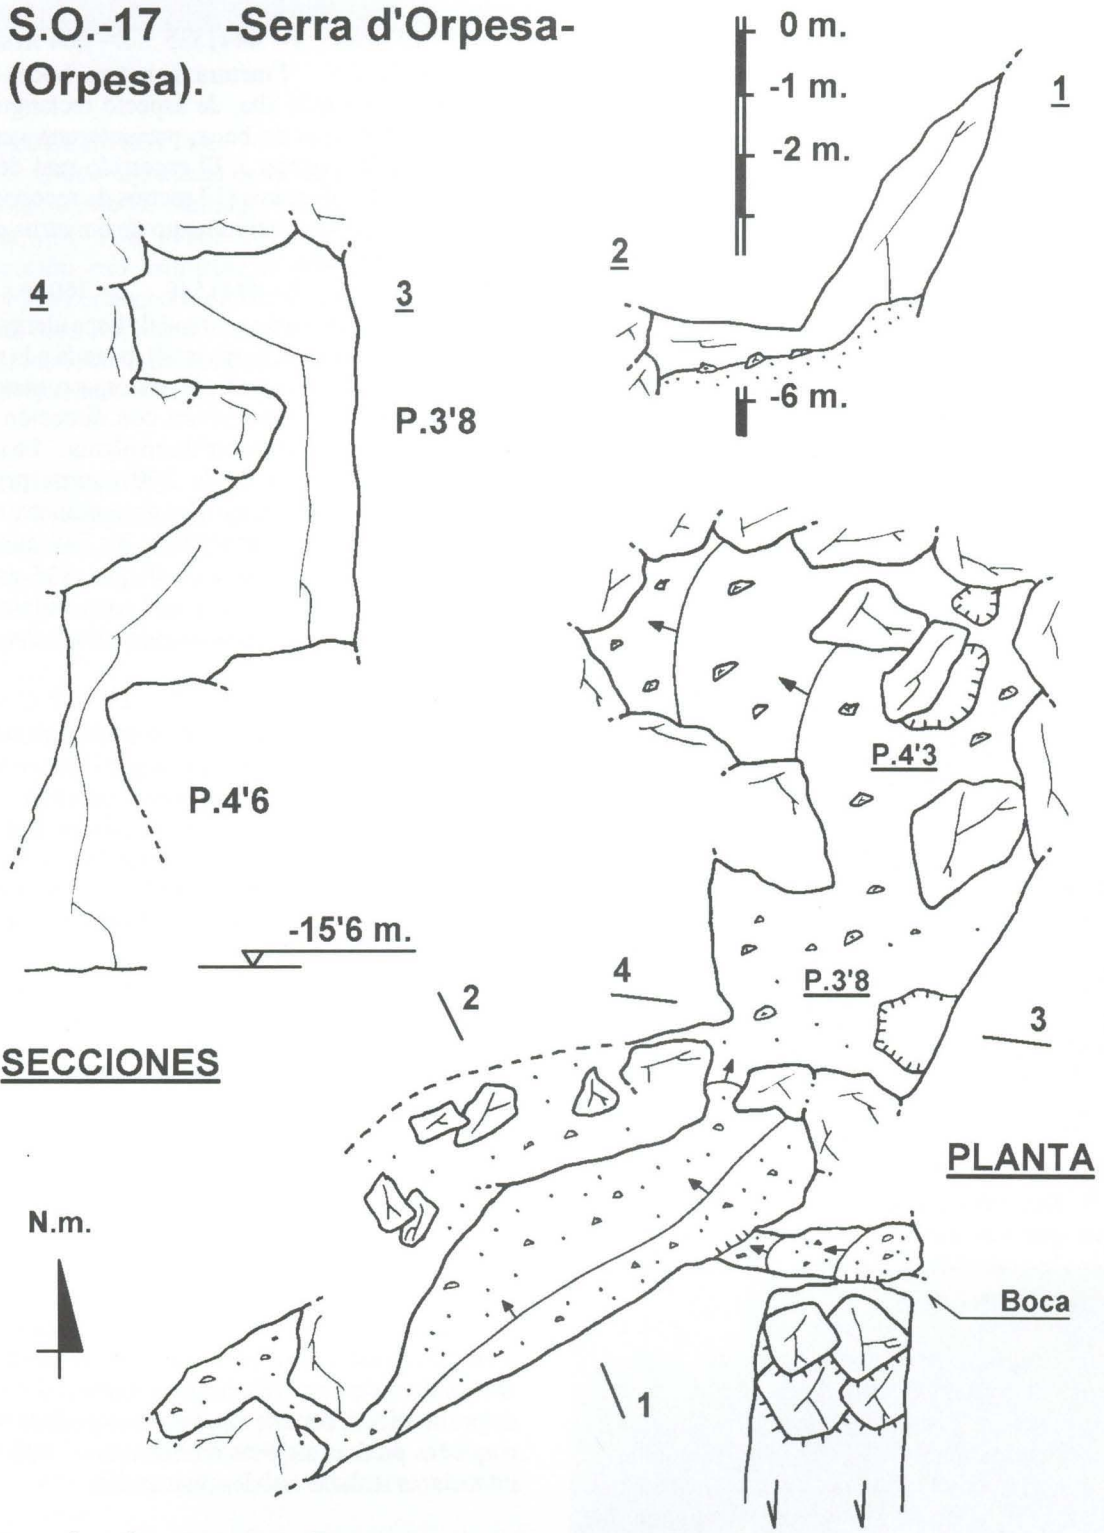 S.O.-17 -Serra d'Orpesa-
(Orpesa).
0 m.
-1 m.
-2 m.
-6 m.
1
2
4
3
P.3'8
P.4'6
-15'6 m.
SECCIONES
P.4'3
P.3'8
4
2
3
PLANTA
N.m.
Boca
1